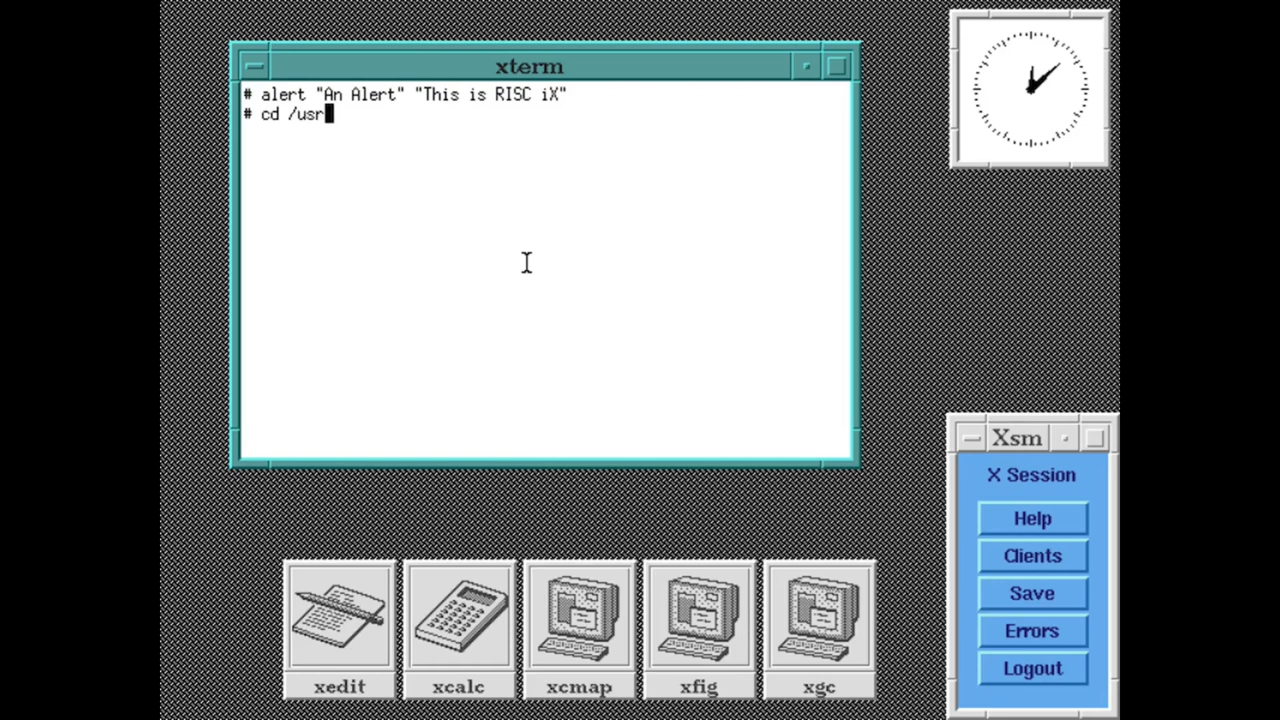 xterm
# alert "An Alert" "This is RISC iX"
# cd /usr
Xsm
X Session
Help
Clients
Save
Errors
Logout
xedit
xcalc
xcmap
xfig
xgc